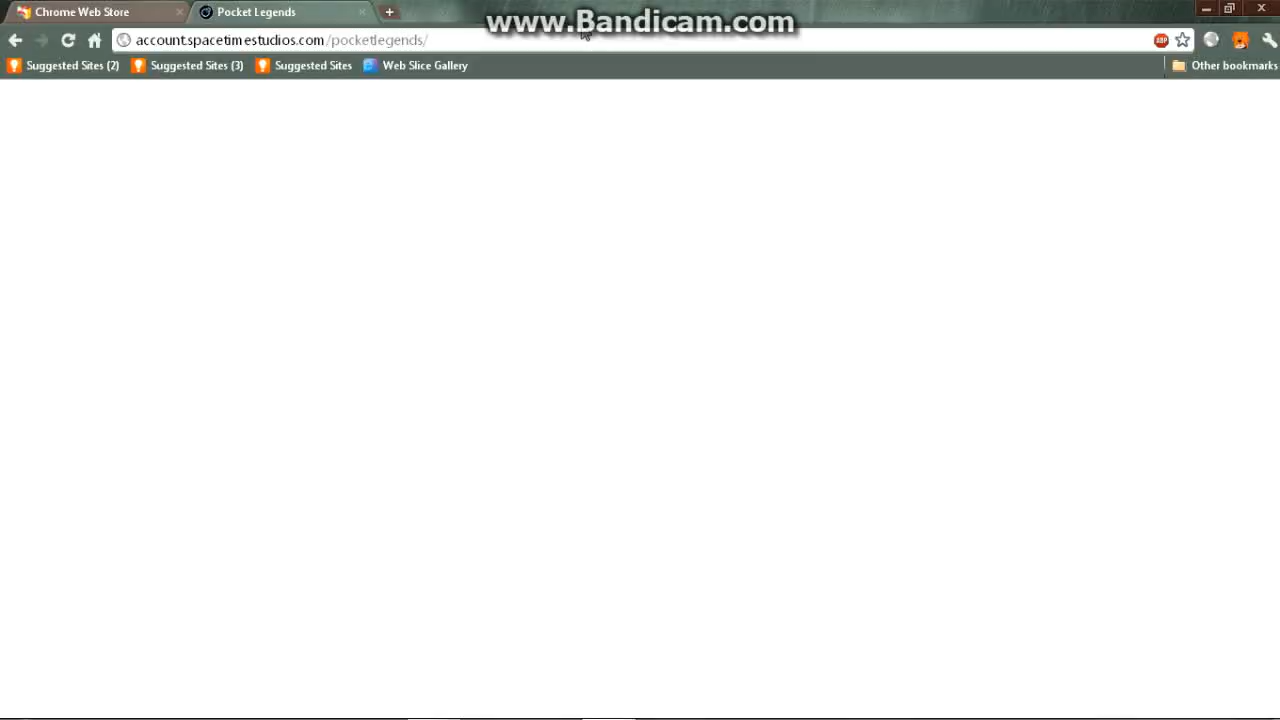 Chrome Web Store
Pocket Legends
www.Bandicam.com
account.spacetimestudios.com/pocketlegends/
ABP
Suggested Sites (2)
Suggested Sites (3)
Suggested Sites
Web Slice Gallery
Other bookmarks